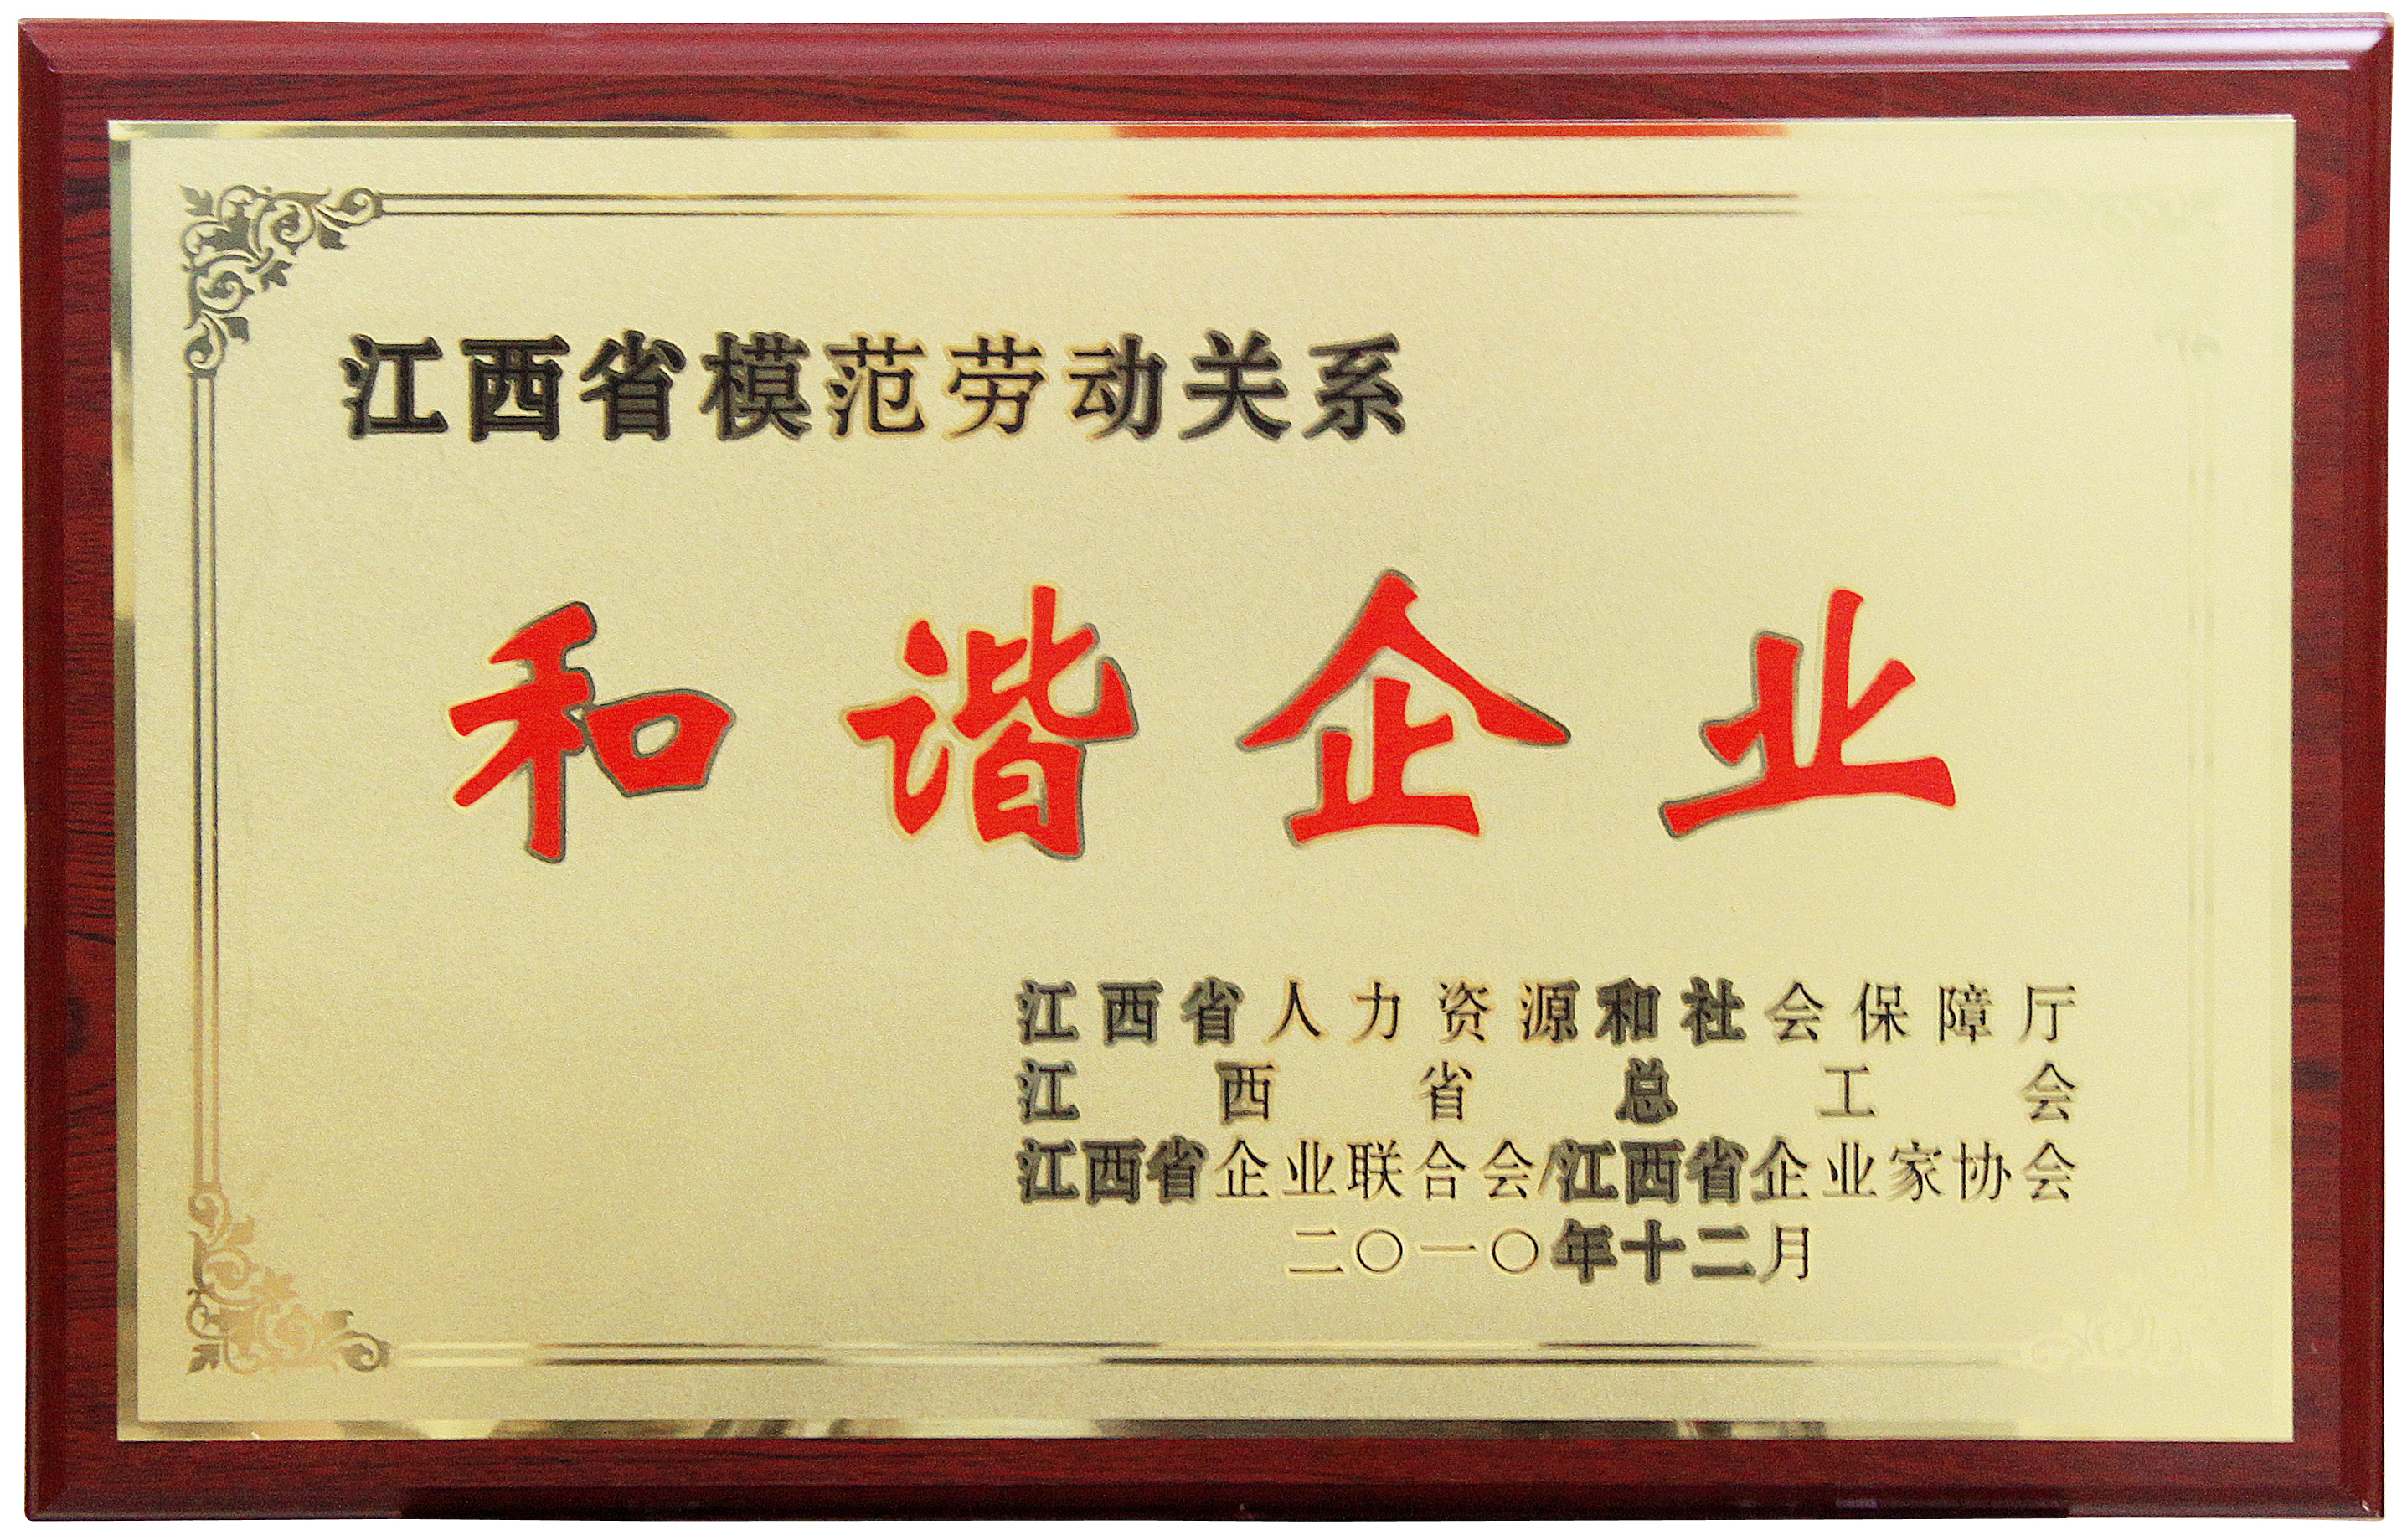 江西省模范劳动关系
和谐企业
江西省人力资源和社会保障厅
江西省总工会
江西省企业联合会/江西省企业家协会
二〇一〇年十二月